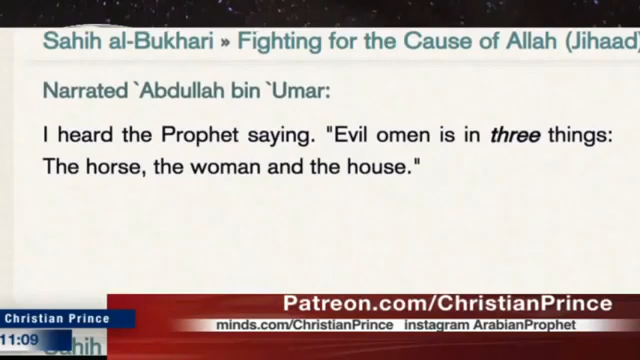 Sahih al-Bukhari » Fighting for the Cause of Allah (Jihaad)
Narrated `Abdullah bin `Umar:
I heard the Prophet saying. "Evil omen is in three things:
The horse, the woman and the house."
Patreon.com/ChristianPrince
Christian Prince
minds.com/ChristianPrince instagram ArabianProphet
11:09
Sahih